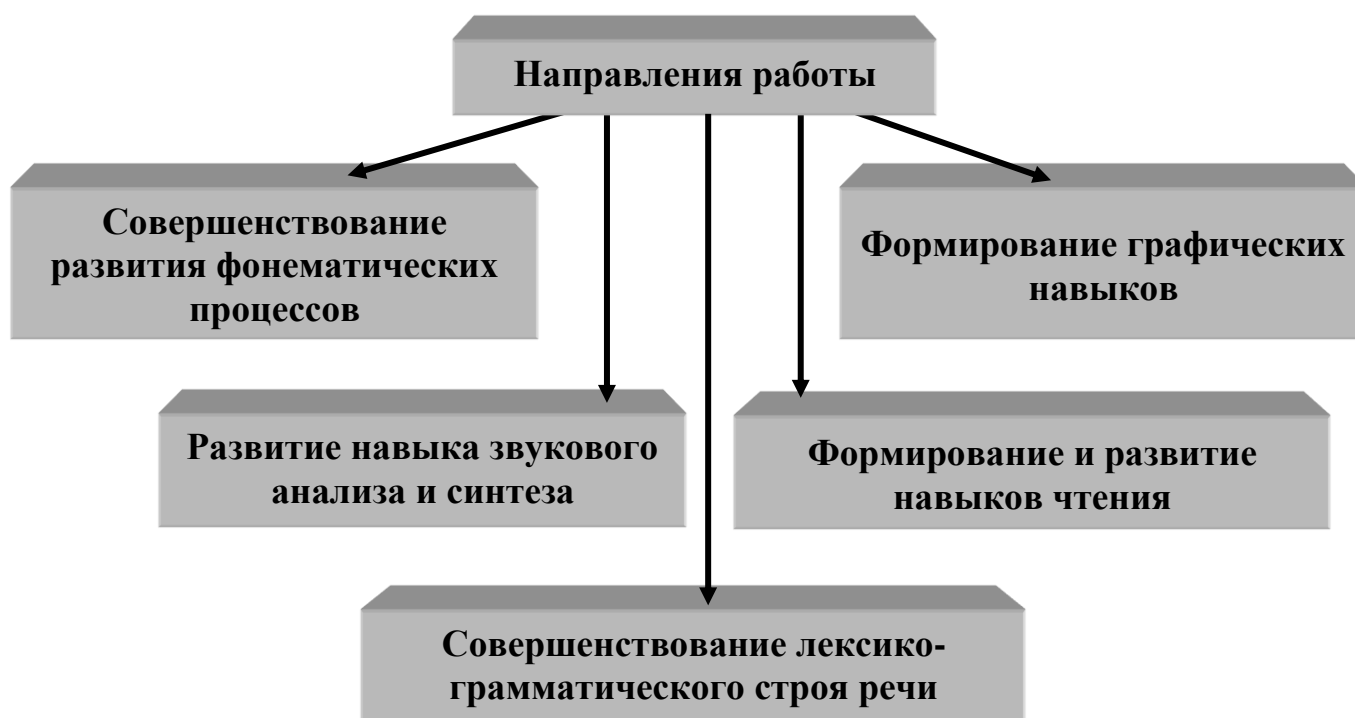 Направления работы
Совершенствование
развития фонематических
процессов
Формирование графических
навыков
Развитие навыка звукового
анализа и синтеза
Формирование и развитие
навыков чтения
Совершенствование лексико-
грамматического строя речи